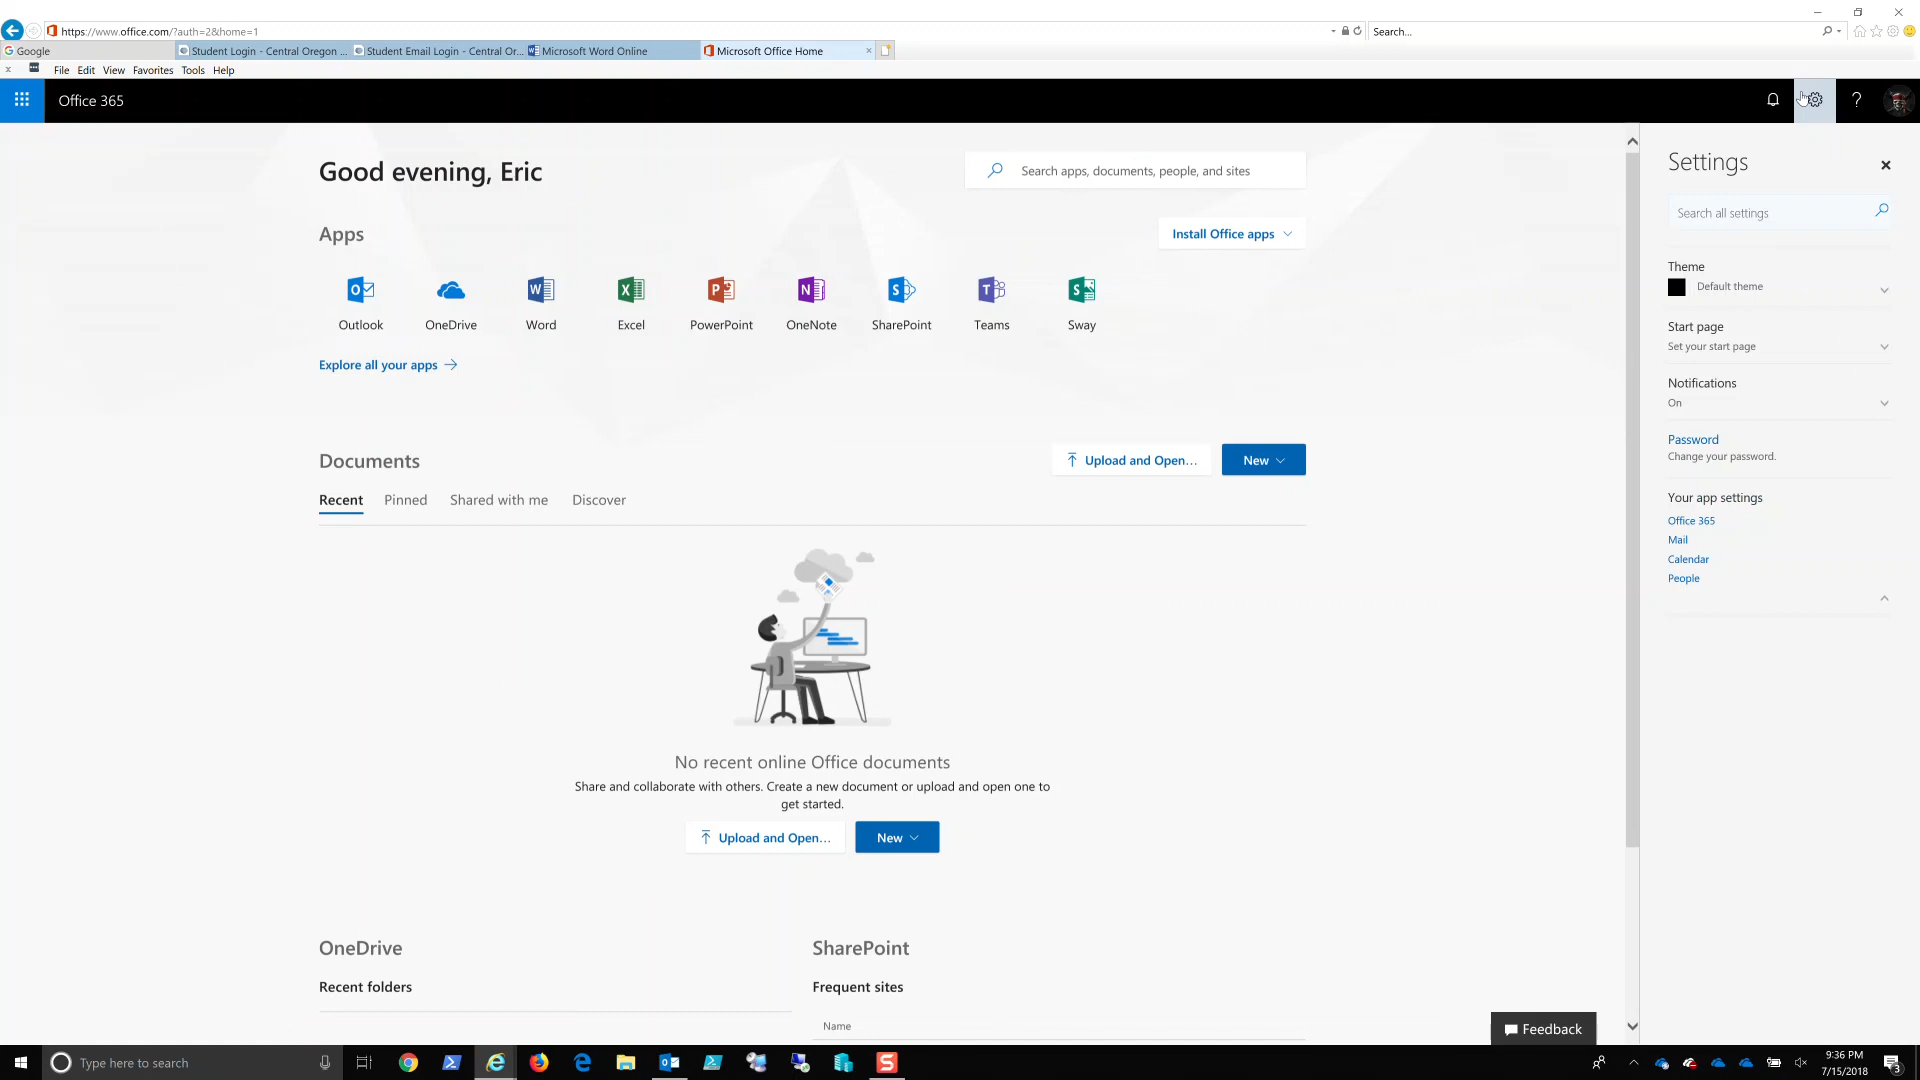 https://www.office.com/?auth=2&home=1
Search...
Google
Student Login - Central Oregon ...
Student Email Login - Central Or...
Microsoft Word Online
Microsoft Office Home
File Edit View Favorites Tools Help
Office 365
?
Good evening, Eric
Search apps, documents, people, and sites
Apps
Install Office apps
Outlook
OneDrive
Word
Excel
PowerPoint
OneNote
SharePoint
Teams
Sway
Explore all your apps
Documents
Upload and Open...
New
Recent
Pinned
Shared with me
Discover
No recent online Office documents
Share and collaborate with others. Create a new document or upload and open one to
get started.
Upload and Open...
New
OneDrive
Recent folders
SharePoint
Frequent sites
Name
Feedback
Settings
Search all settings
Theme
Default theme
Start page
Set your start page
Notifications
On
Password
Change your password.
Your app settings
Office 365
Mail
Calendar
People
Type here to search
9:36 PM
7/15/2018
3